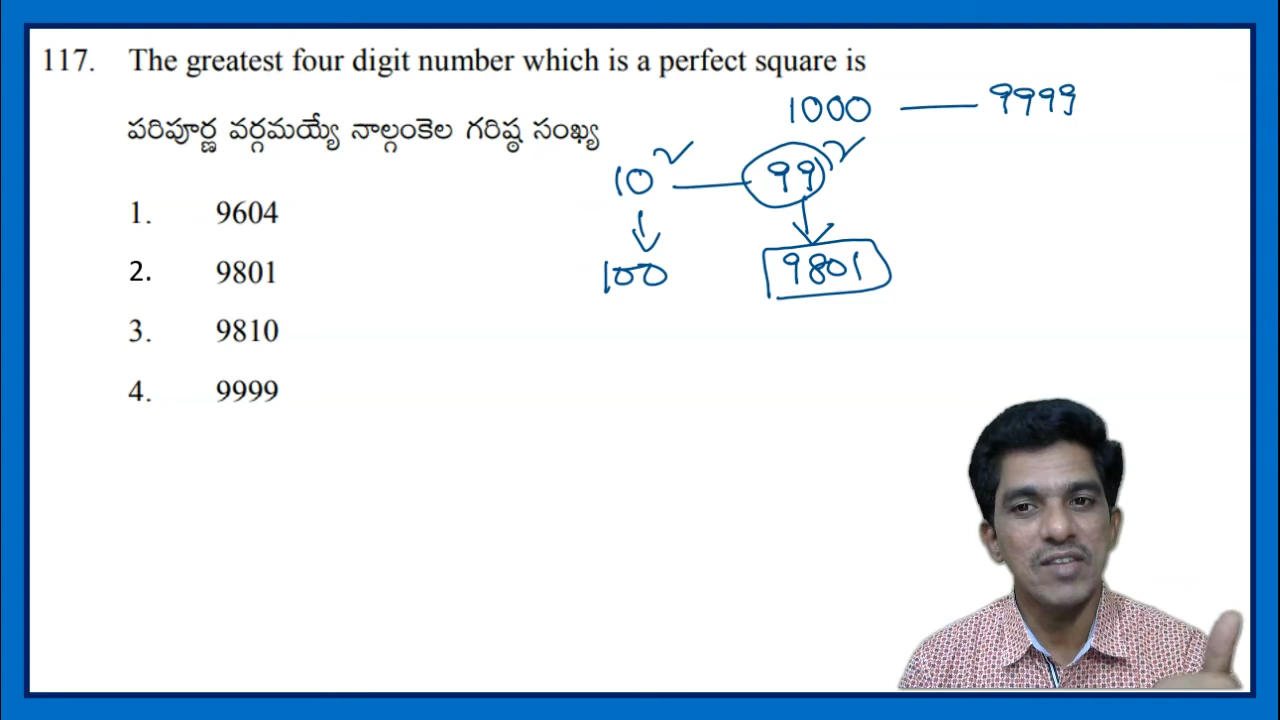 117. The greatest four digit number which is a perfect square is
1000 — 9999
పరిపూర్ణ వర్గమయ్యే నాల్గంకెల గరిష్ఠ సంఖ్య
10² — 99²
1. 9604
2. 9801
100 9801
3. 9810
4. 9999